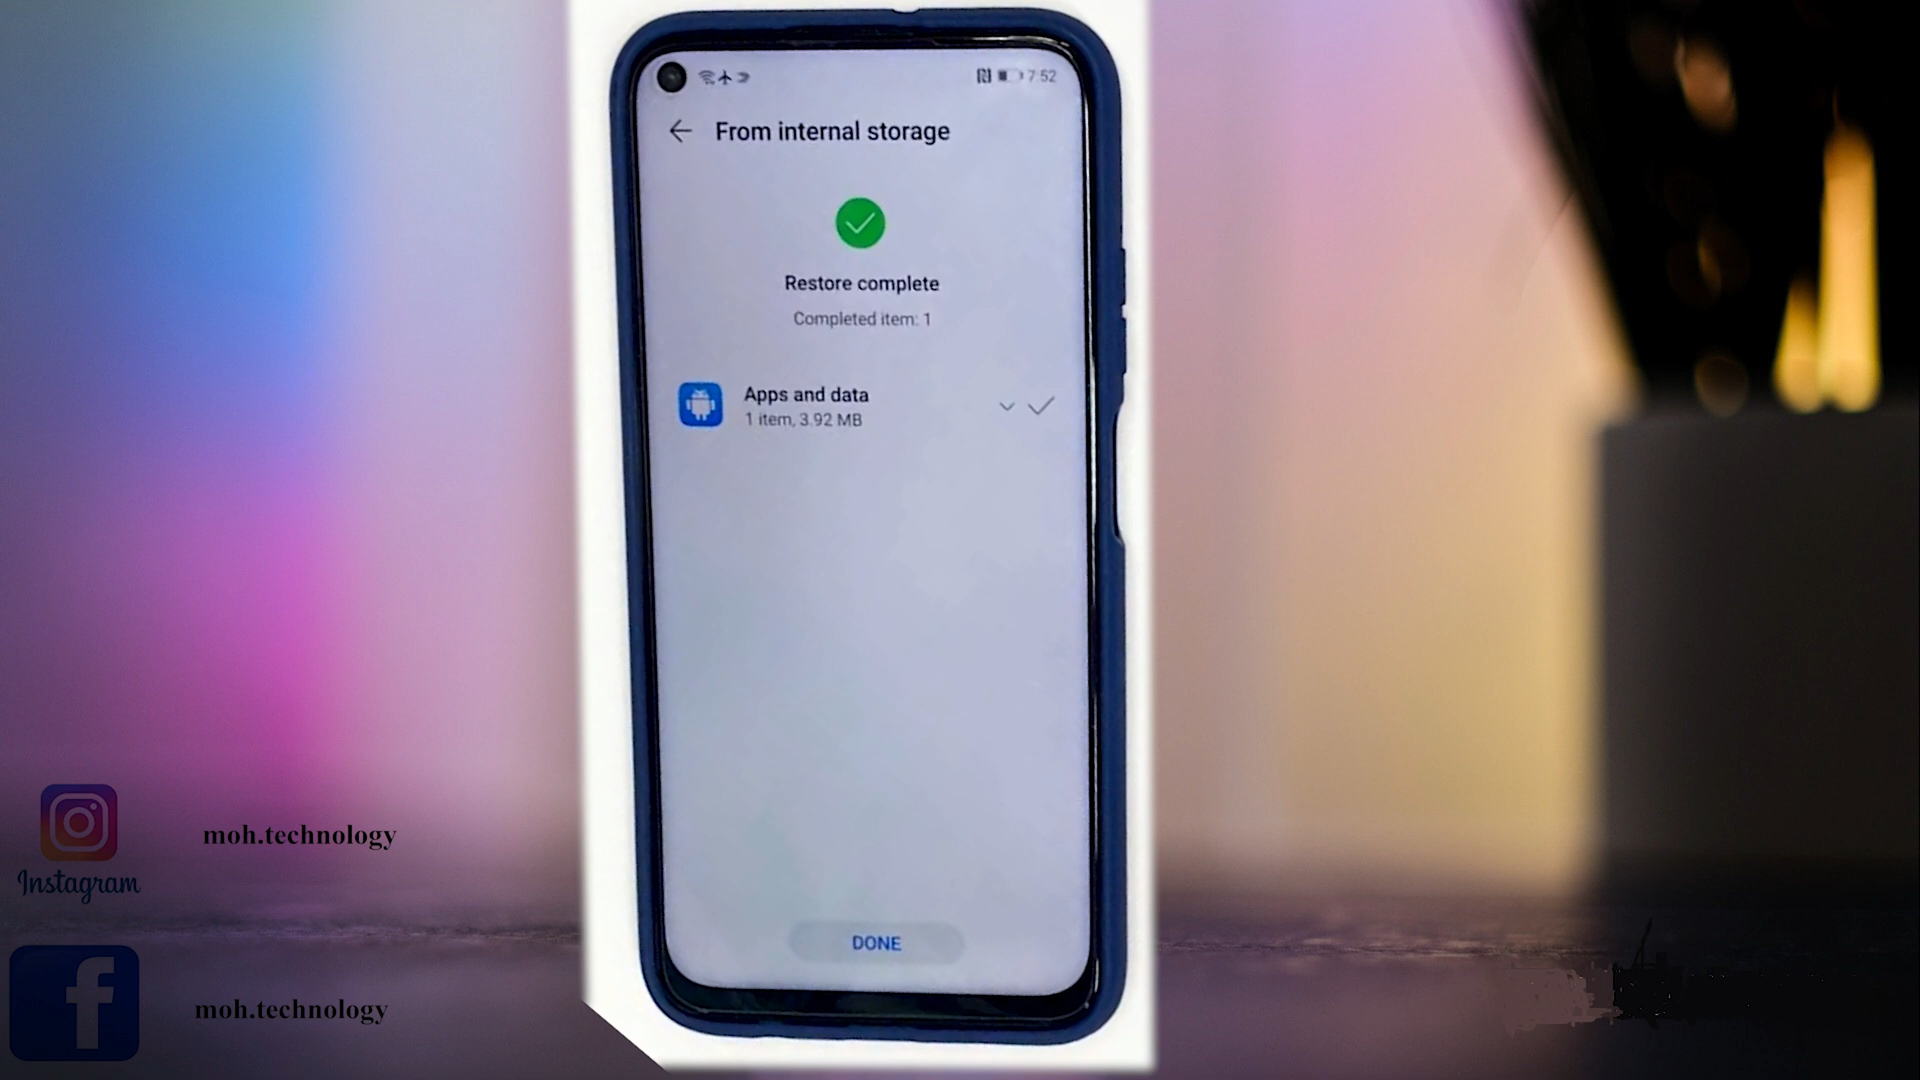 7:52
From internal storage
Restore complete
Completed item: 1
Apps and data
1 item, 3.92 MB
DONE
moh.technology
Instagram
moh.technology